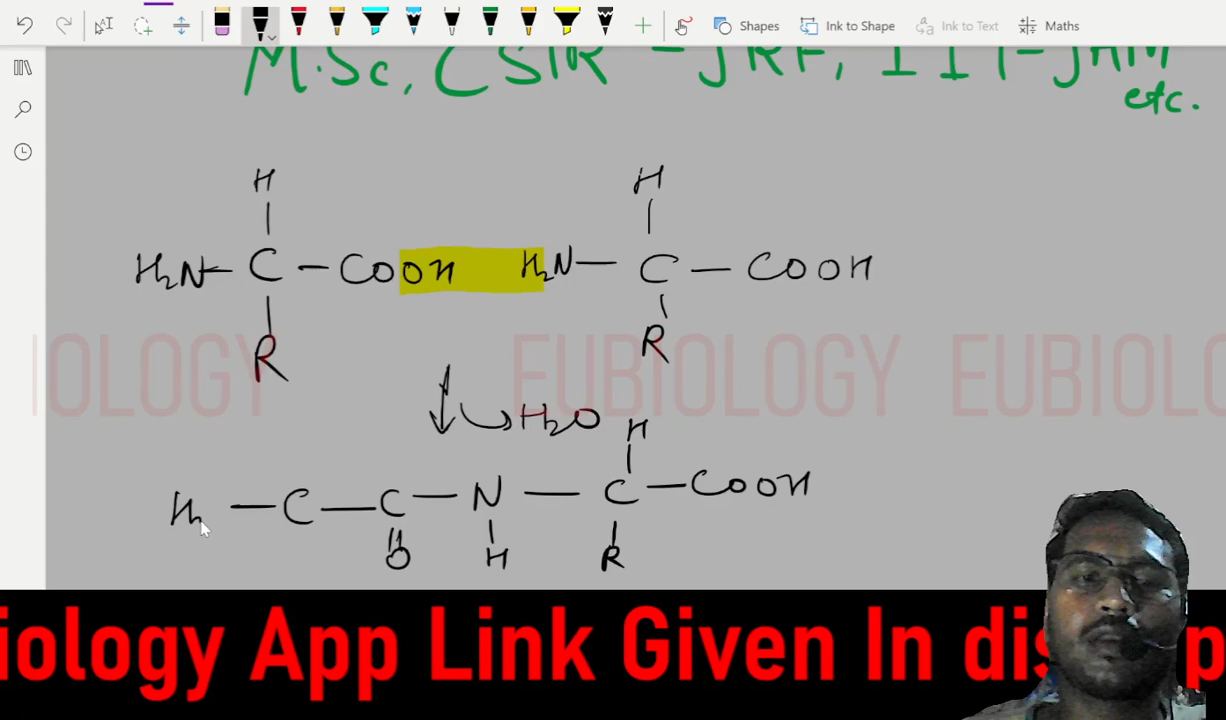 Shapes Ink to Shape Ink to Text Maths
M.Sc, CSIR - JRF, IIT-JAM
etc.
H H
H2N - C - COOH H2N - C - COOH
R R
EUBIOLOGY EUBIOLOGY EUBIOLOGY
H2O
H
H2 - C - C - N - C - COOH
O H R
iology App Link Given In dis p